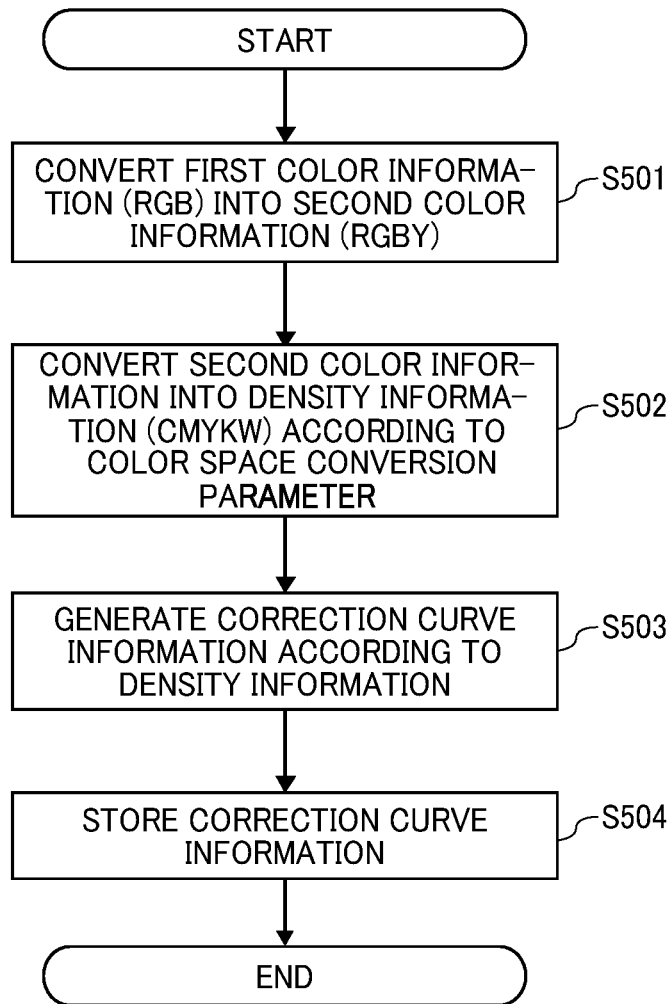 START
CONVERT FIRST COLOR INFORMA-
TION (RGB) INTO SECOND COLOR
INFORMATION (RGBY)
S501
CONVERT SECOND COLOR INFOR-
MATION INTO DENSITY INFORMA-
TION (CMYKW) ACCORDING TO
COLOR SPACE CONVERSION
PARAMETER
S502
GENERATE CORRECTION CURVE
INFORMATION ACCORDING TO
DENSITY INFORMATION
S503
STORE CORRECTION CURVE
INFORMATION
S504
END